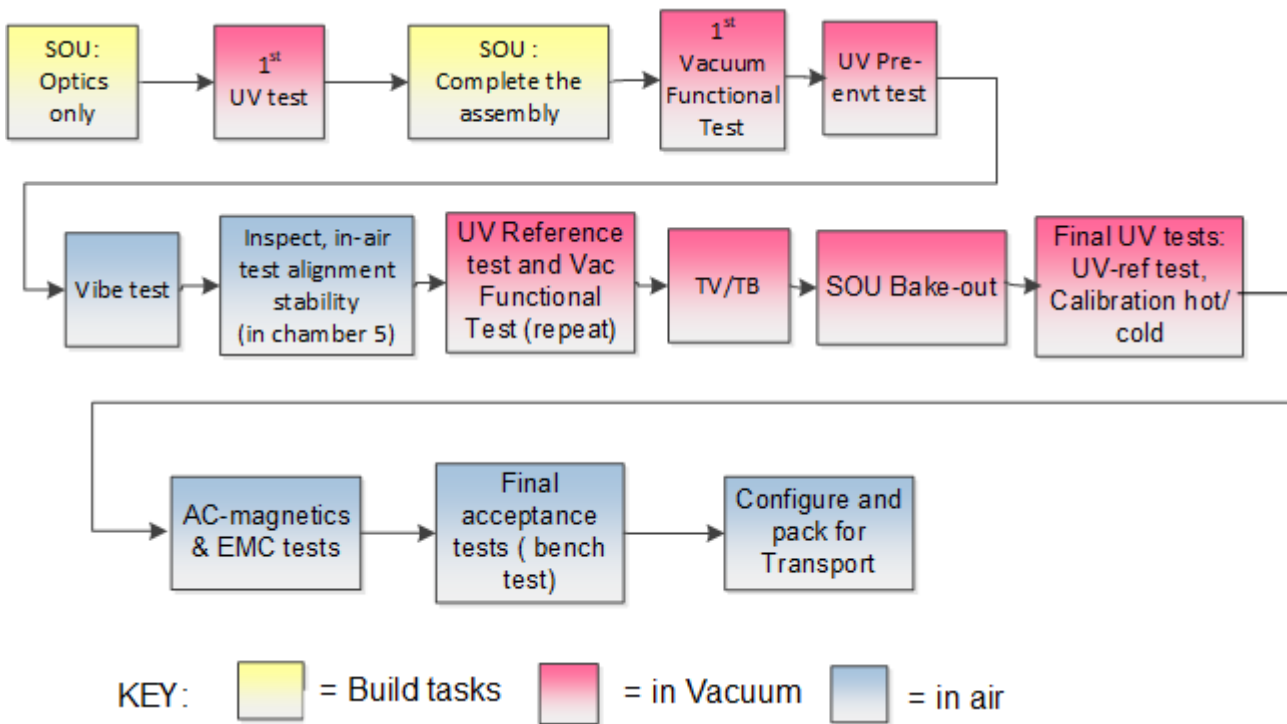 SOU:
Optics
only
1st
UV test
SOU :
Complete the
assembly
1st
Vacuum
Functional
Test
UV Pre-
envt test
Vibe test
Inspect, in-air
test alignment
stability
(in chamber 5)
UV Reference
test and Vac
Functional
Test (repeat)
TV/TB
SOU Bake-out
Final UV tests:
UV-ref test,
Calibration hot/
cold
AC-magnetics
& EMC tests
Final
acceptance
tests ( bench
test)
Configure and
pack for
Transport
KEY:
= Build tasks
= in Vacuum
= in air